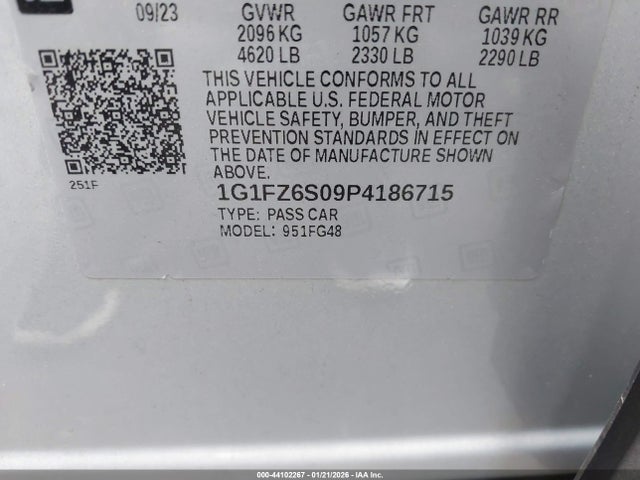 09/23 GVWR GAWR FRT GAWR RR
2096 KG 1057 KG 1039 KG
4620 LB 2330 LB 2290 LB
THIS VEHICLE CONFORMS TO ALL
APPLICABLE U.S. FEDERAL MOTOR
VEHICLE SAFETY, BUMPER, AND THEFT
PREVENTION STANDARDS IN EFFECT ON
THE DATE OF MANUFACTURE SHOWN
ABOVE.
251F
1G1FZ6S09P4186715
TYPE: PASS CAR
MODEL: 951FG48
000-44102267 - 01/21/2026 - IAA Inc.